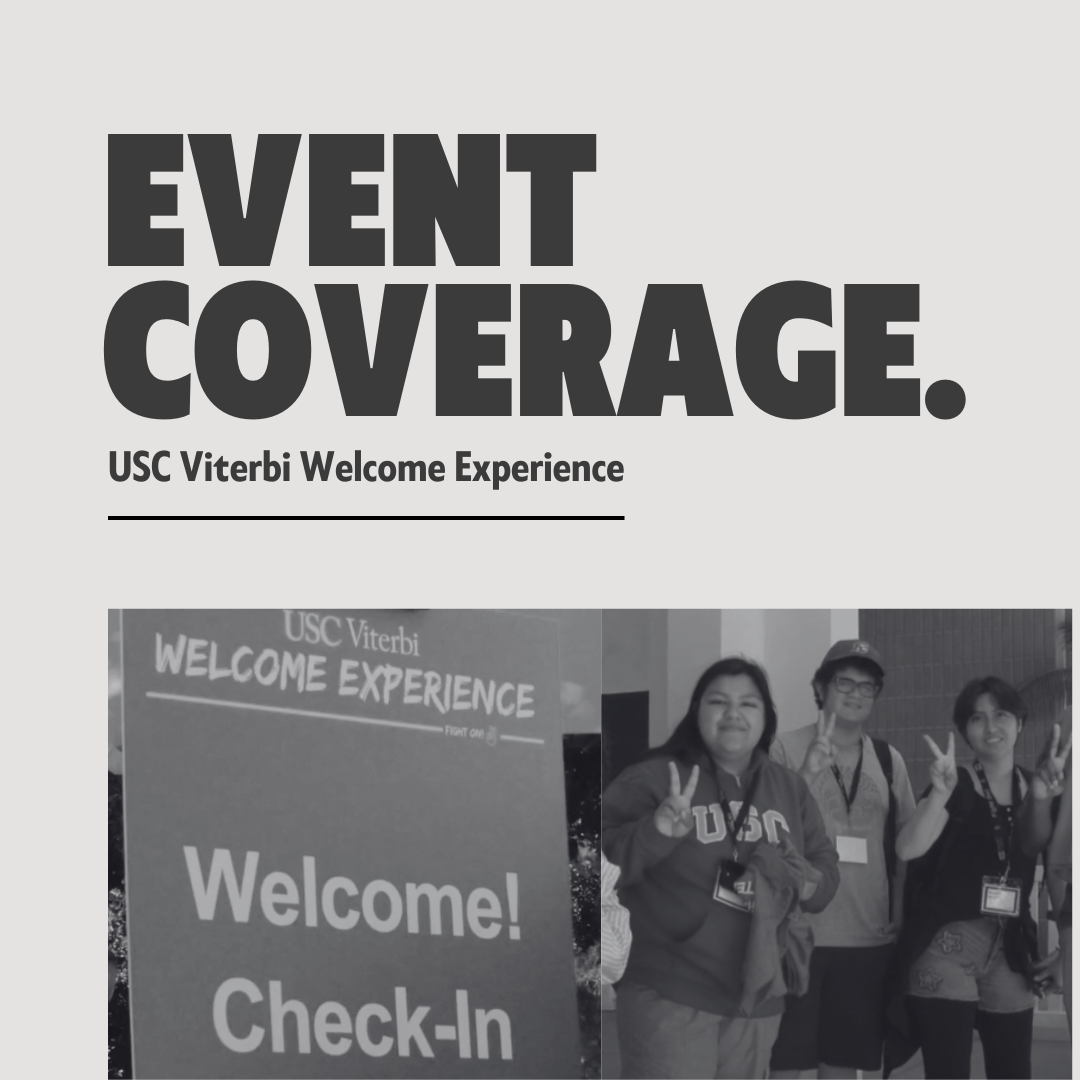 EVENT
COVERAGE.
USC Viterbi Welcome Experience
USC Viterbi
WELCOME EXPERIENCE
FIGHT ON!
Welcome!
Check-In
USC